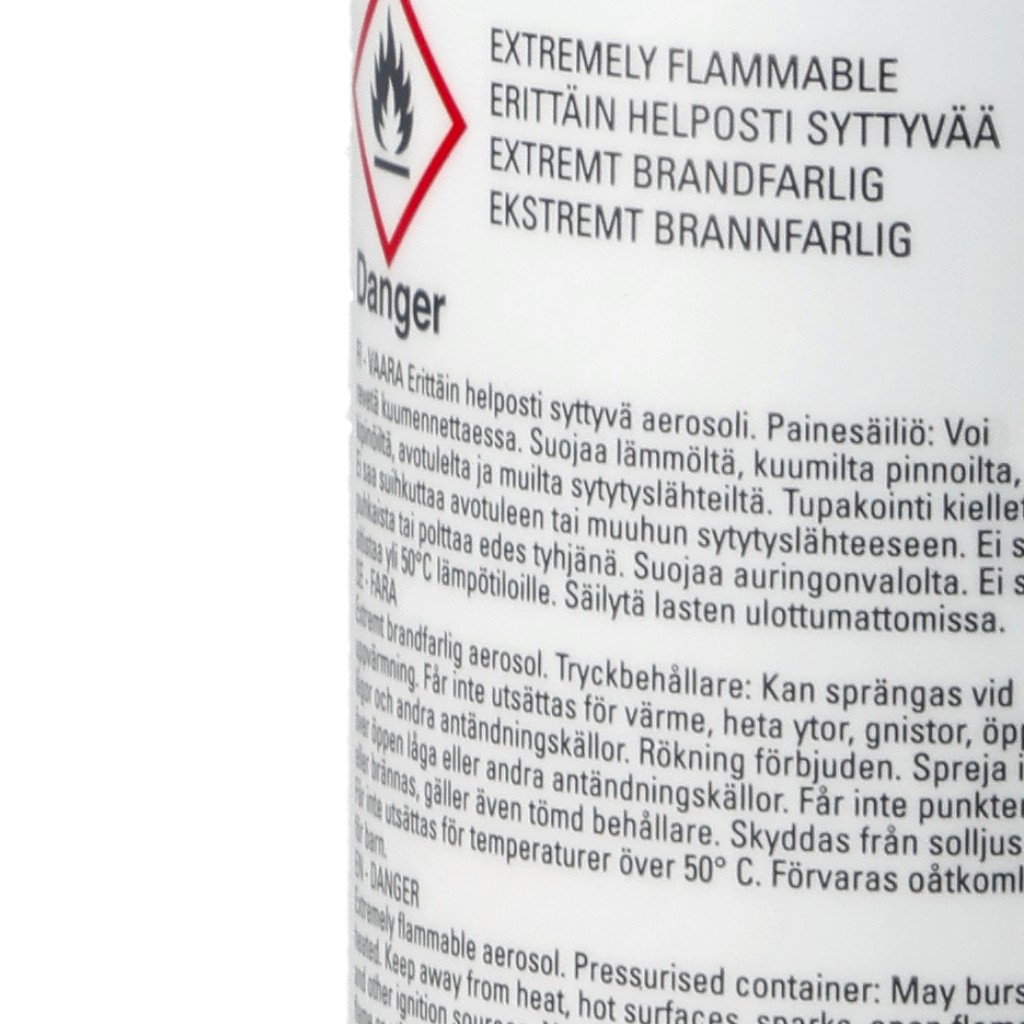 EXTREMELY FLAMMABLE
ERITTÄIN HELPOSTI SYTTYVÄÄ
EXTREMT BRANDFARLIG
EKSTREMT BRANNFARLIG
Danger
FI - VAARA Erittäin helposti syttyvä aerosoli. Painesäiliö: Voi
revetä kuumennettaessa. Suojaa lämmöltä, kuumilta pinnoilta,
kipinöiltä, avotulelta ja muilta sytytyslähteiltä. Tupakointi kiellet
Ei saa suihkuttaa avotuleen tai muuhun sytytyslähteeseen. Ei s
puhkaista tai polttaa edes tyhjänä. Suojaa auringonvalolta. Ei s
altistaa yli 50°C lämpötiloille. Säilytä lasten ulottumattomissa.
SE - FARA
Extremt brandfarlig aerosol. Tryckbehållare: Kan sprängas vid
uppvärmning. Får inte utsättas för värme, heta ytor, gnistor, öpp
lågor och andra antändningskällor. Rökning förbjuden. Spreja i
över öppen låga eller andra antändningskällor. Får inte punkter
eller brännas, gäller även tömd behållare. Skyddas från solljus.
Får inte utsättas för temperaturer över 50° C. Förvaras oåtkoml
för barn.
EN - DANGER
Extremely flammable aerosol. Pressurised container: May burs
heated. Keep away from heat, hot surfaces, sparks, open flam
and other ignition